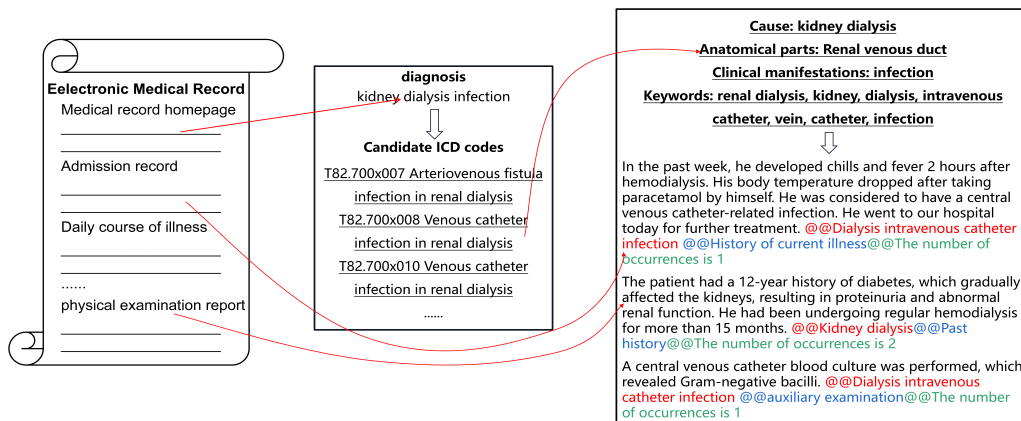 Eelectronic Medical Record
Medical record homepage
Admission record
Daily course of illness
......
physical examination report
diagnosis
kidney dialysis infection
Candidate ICD codes
T82.700x007 Arteriovenous fistula
infection in renal dialysis
T82.700x008 Venous catheter
infection in renal dialysis
T82.700x010 Venous catheter
infection in renal dialysis
......
Cause: kidney dialysis
Anatomical parts: Renal venous duct
Clinical manifestations: infection
Keywords: renal dialysis, kidney, dialysis, intravenous
catheter, vein, catheter, infection
In the past week, he developed chills and fever 2 hours after
hemodialysis. His body temperature dropped after taking
paracetamol by himself. He was considered to have a central
venous catheter-related infection. He went to our hospital
today for further treatment. @@Dialysis intravenous catheter
infection @@History of current illness@@The number of
occurrences is 1
The patient had a 12-year history of diabetes, which gradually
affected the kidneys, resulting in proteinuria and abnormal
renal function. He had been undergoing regular hemodialysis
for more than 15 months. @@Kidney dialysis@@Past
history@@The number of occurrences is 2
A central venous catheter blood culture was performed, which
revealed Gram-negative bacilli. @@Dialysis intravenous
catheter infection @@auxiliary examination@@The number
of occurrences is 1